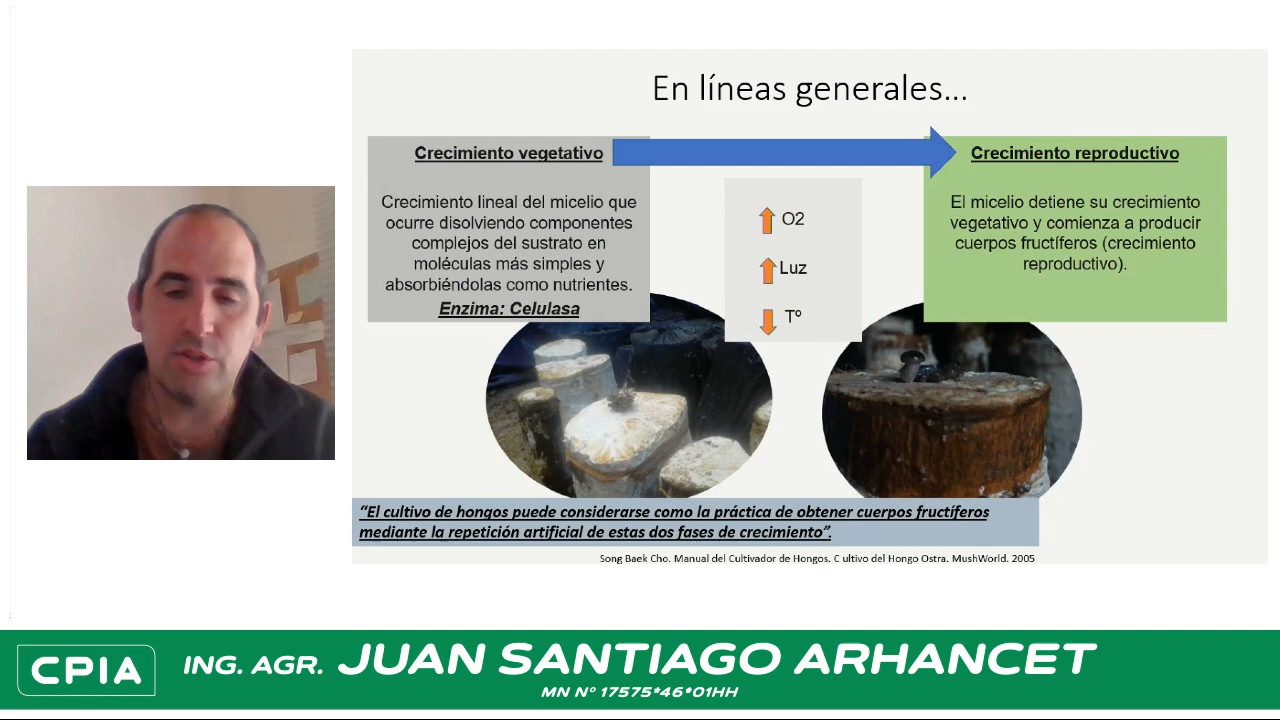 En líneas generales...
Crecimiento vegetativo
Crecimiento lineal del micelio que
ocurre disolviendo componentes
complejos del sustrato en
moléculas más simples y
absorbiéndolas como nutrientes.
Enzima: Celulasa
O2
Luz
Tº
Crecimiento reproductivo
El micelio detiene su crecimiento
vegetativo y comienza a producir
cuerpos fructíferos (crecimiento
reproductivo).
“El cultivo de hongos puede considerarse como la práctica de obtener cuerpos fructíferos
mediante la repetición artificial de estas dos fases de crecimiento”.
Song Baek Cho. Manual del Cultivador de Hongos. C ultivo del Hongo Ostra. MushWorld. 2005
CPIA
ING. AGR. JUAN SANTIAGO ARHANCET
MN Nº 17575*46*01HH